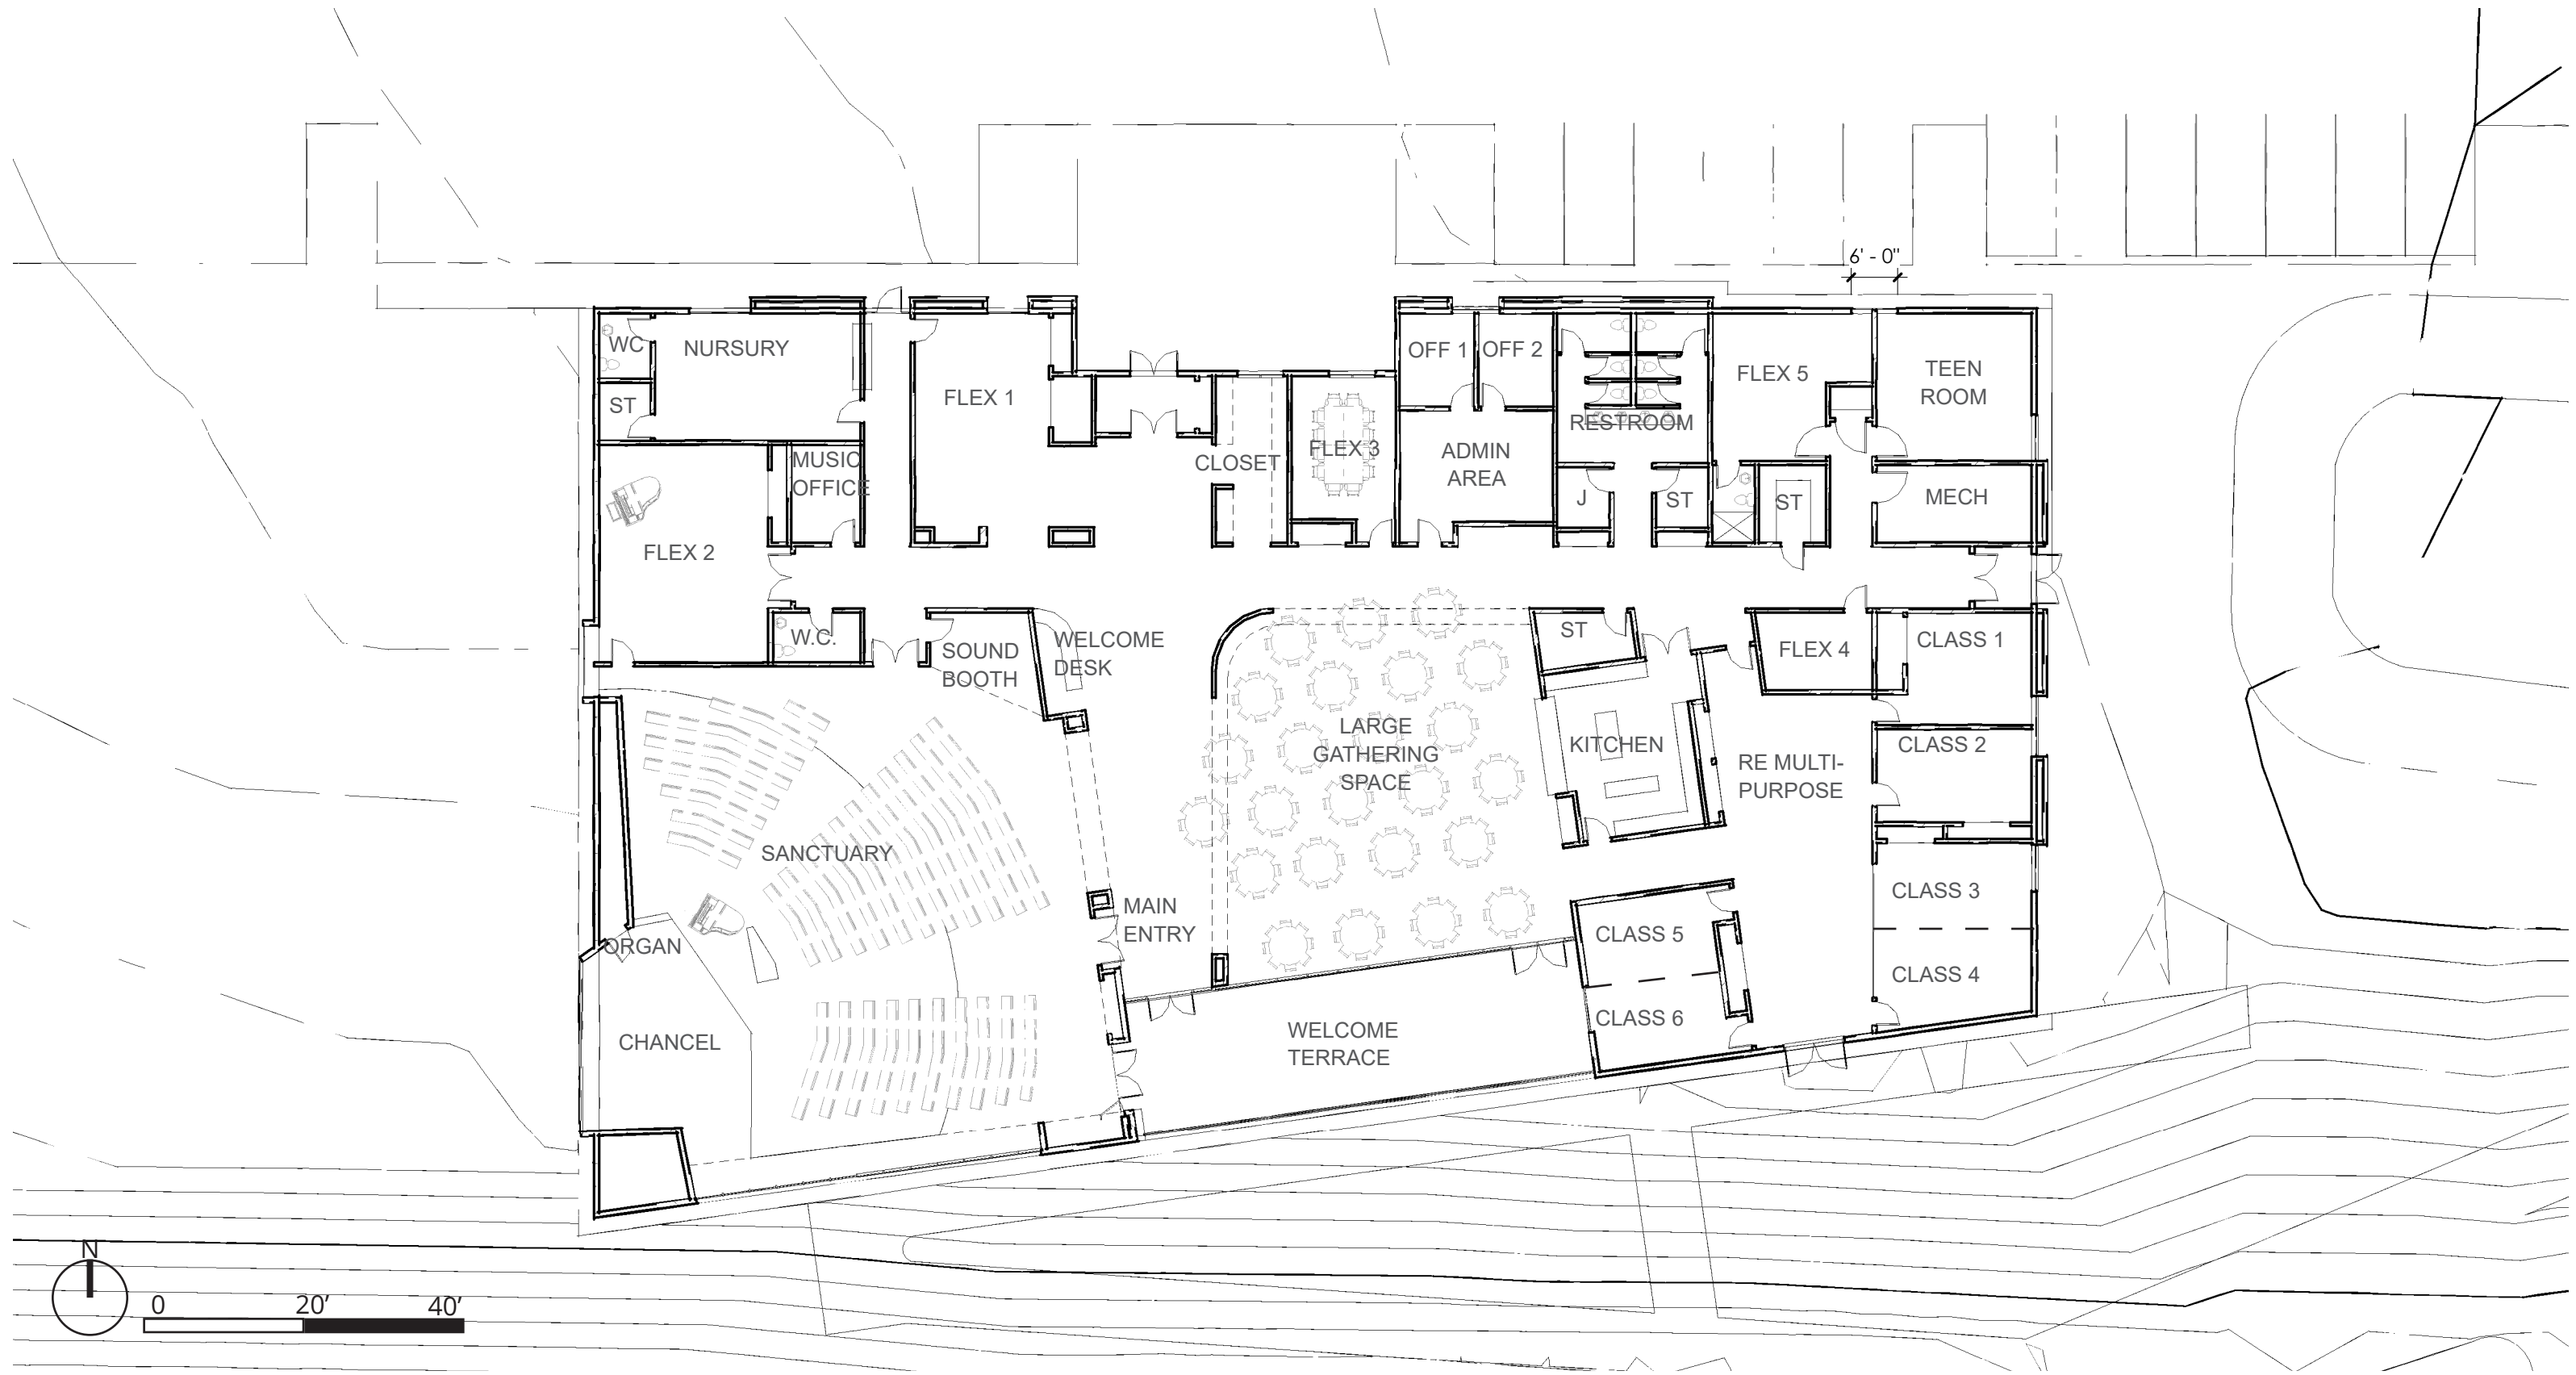 6' - 0"
WC
NURSURY
OFF 1
OFF 2
FLEX 5
TEEN
ROOM
ST
FLEX 1
RESTROOM
MUSIC
OFFICE
CLOSET
FLEX 3
ADMIN
AREA
J
ST
ST
MECH
FLEX 2
W.C.
SOUND
BOOTH
WELCOME
DESK
ST
FLEX 4
CLASS 1
LARGE
GATHERING
SPACE
KITCHEN
RE MULTI-
PURPOSE
CLASS 2
SANCTUARY
MAIN
ENTRY
CLASS 3
ORGAN
CLASS 5
CLASS 4
CHANCEL
WELCOME
TERRACE
CLASS 6
N
0 20' 40'